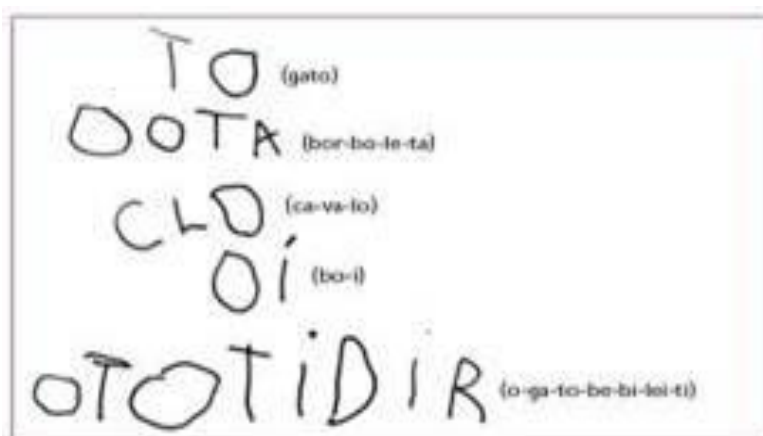 TO (gato)
OOTA (bor-bo-le-ta)
CLO (ca-va-lo)
OÍ (bo-i)
OTOTiDiR (o-ga-to-be-bi-lei-ti)